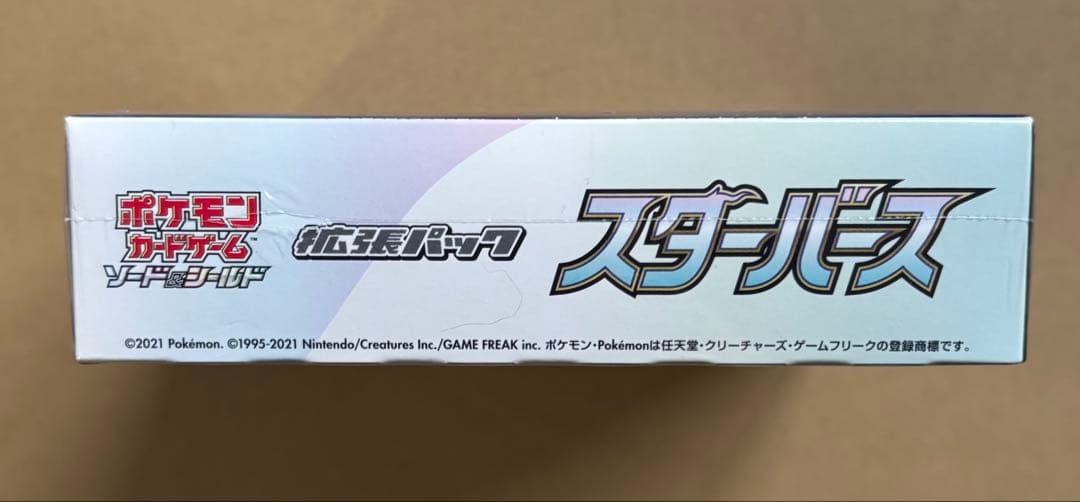 ポケモン
カードゲーム™
ソード&シールド
拡張パック
スターバース
©2021 Pokémon. ©1995-2021 Nintendo/Creatures Inc./GAME FREAK inc. ポケモン・Pokémonは任天堂・クリーチャーズ・ゲームフリークの登録商標です。